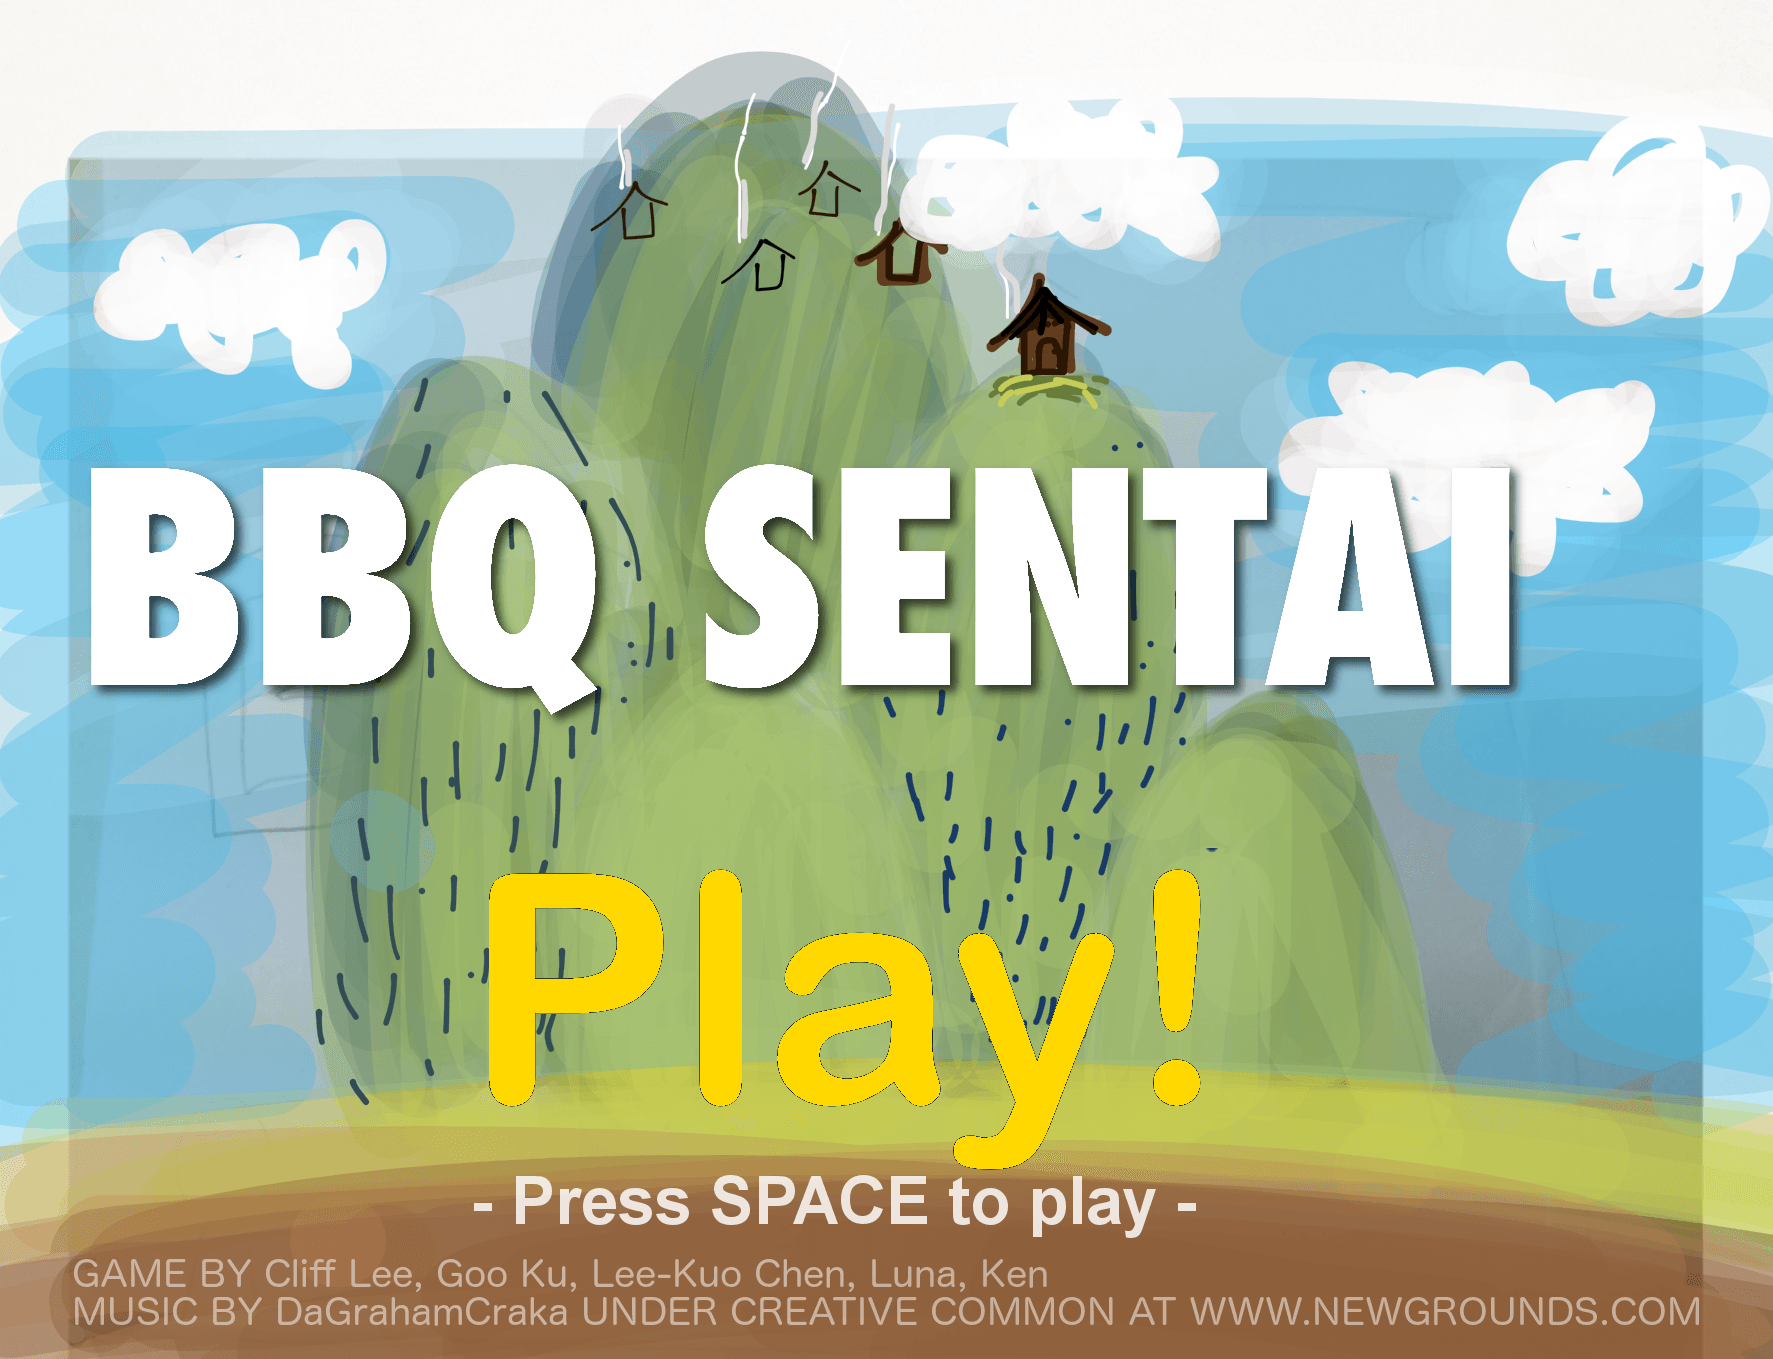 BBQ SENTAI
Play!
- Press SPACE to play -
GAME BY Cliff Lee, Goo Ku, Lee-Kuo Chen, Luna, Ken
MUSIC BY DaGrahamCraka UNDER CREATIVE COMMON AT WWW.NEWGROUNDS.COM